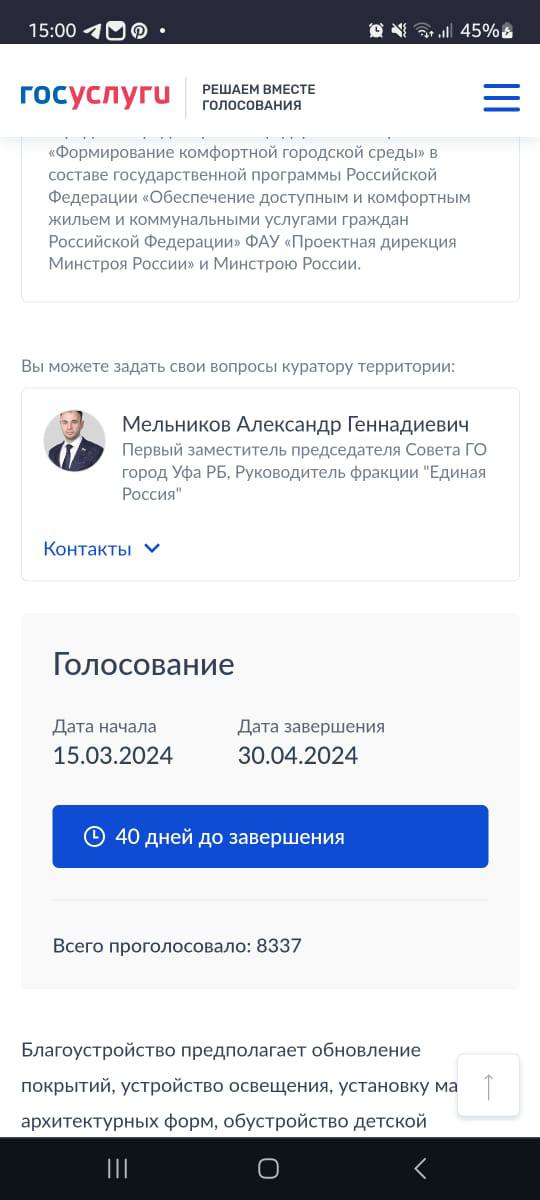 15:00
45%
госуслуги
РЕШАЕМ ВМЕСТЕ
ГОЛОСОВАНИЯ
«Формирование комфортной городской среды» в
составе государственной программы Российской
Федерации «Обеспечение доступным и комфортным
жильем и коммунальными услугами граждан
Российской Федерации» ФАУ «Проектная дирекция
Минстроя России» и Минстрою России.
Вы можете задать свои вопросы куратору территории:
Мельников Александр Геннадиевич
Первый заместитель председателя Совета ГО
город Уфа РБ, Руководитель фракции "Единая
Россия"
Контакты
Голосование
Дата начала
Дата завершения
15.03.2024
30.04.2024
40 дней до завершения
Всего проголосовало: 8337
Благоустройство предполагает обновление
покрытий, устройство освещения, установку ма
архитектурных форм, обустройство детской